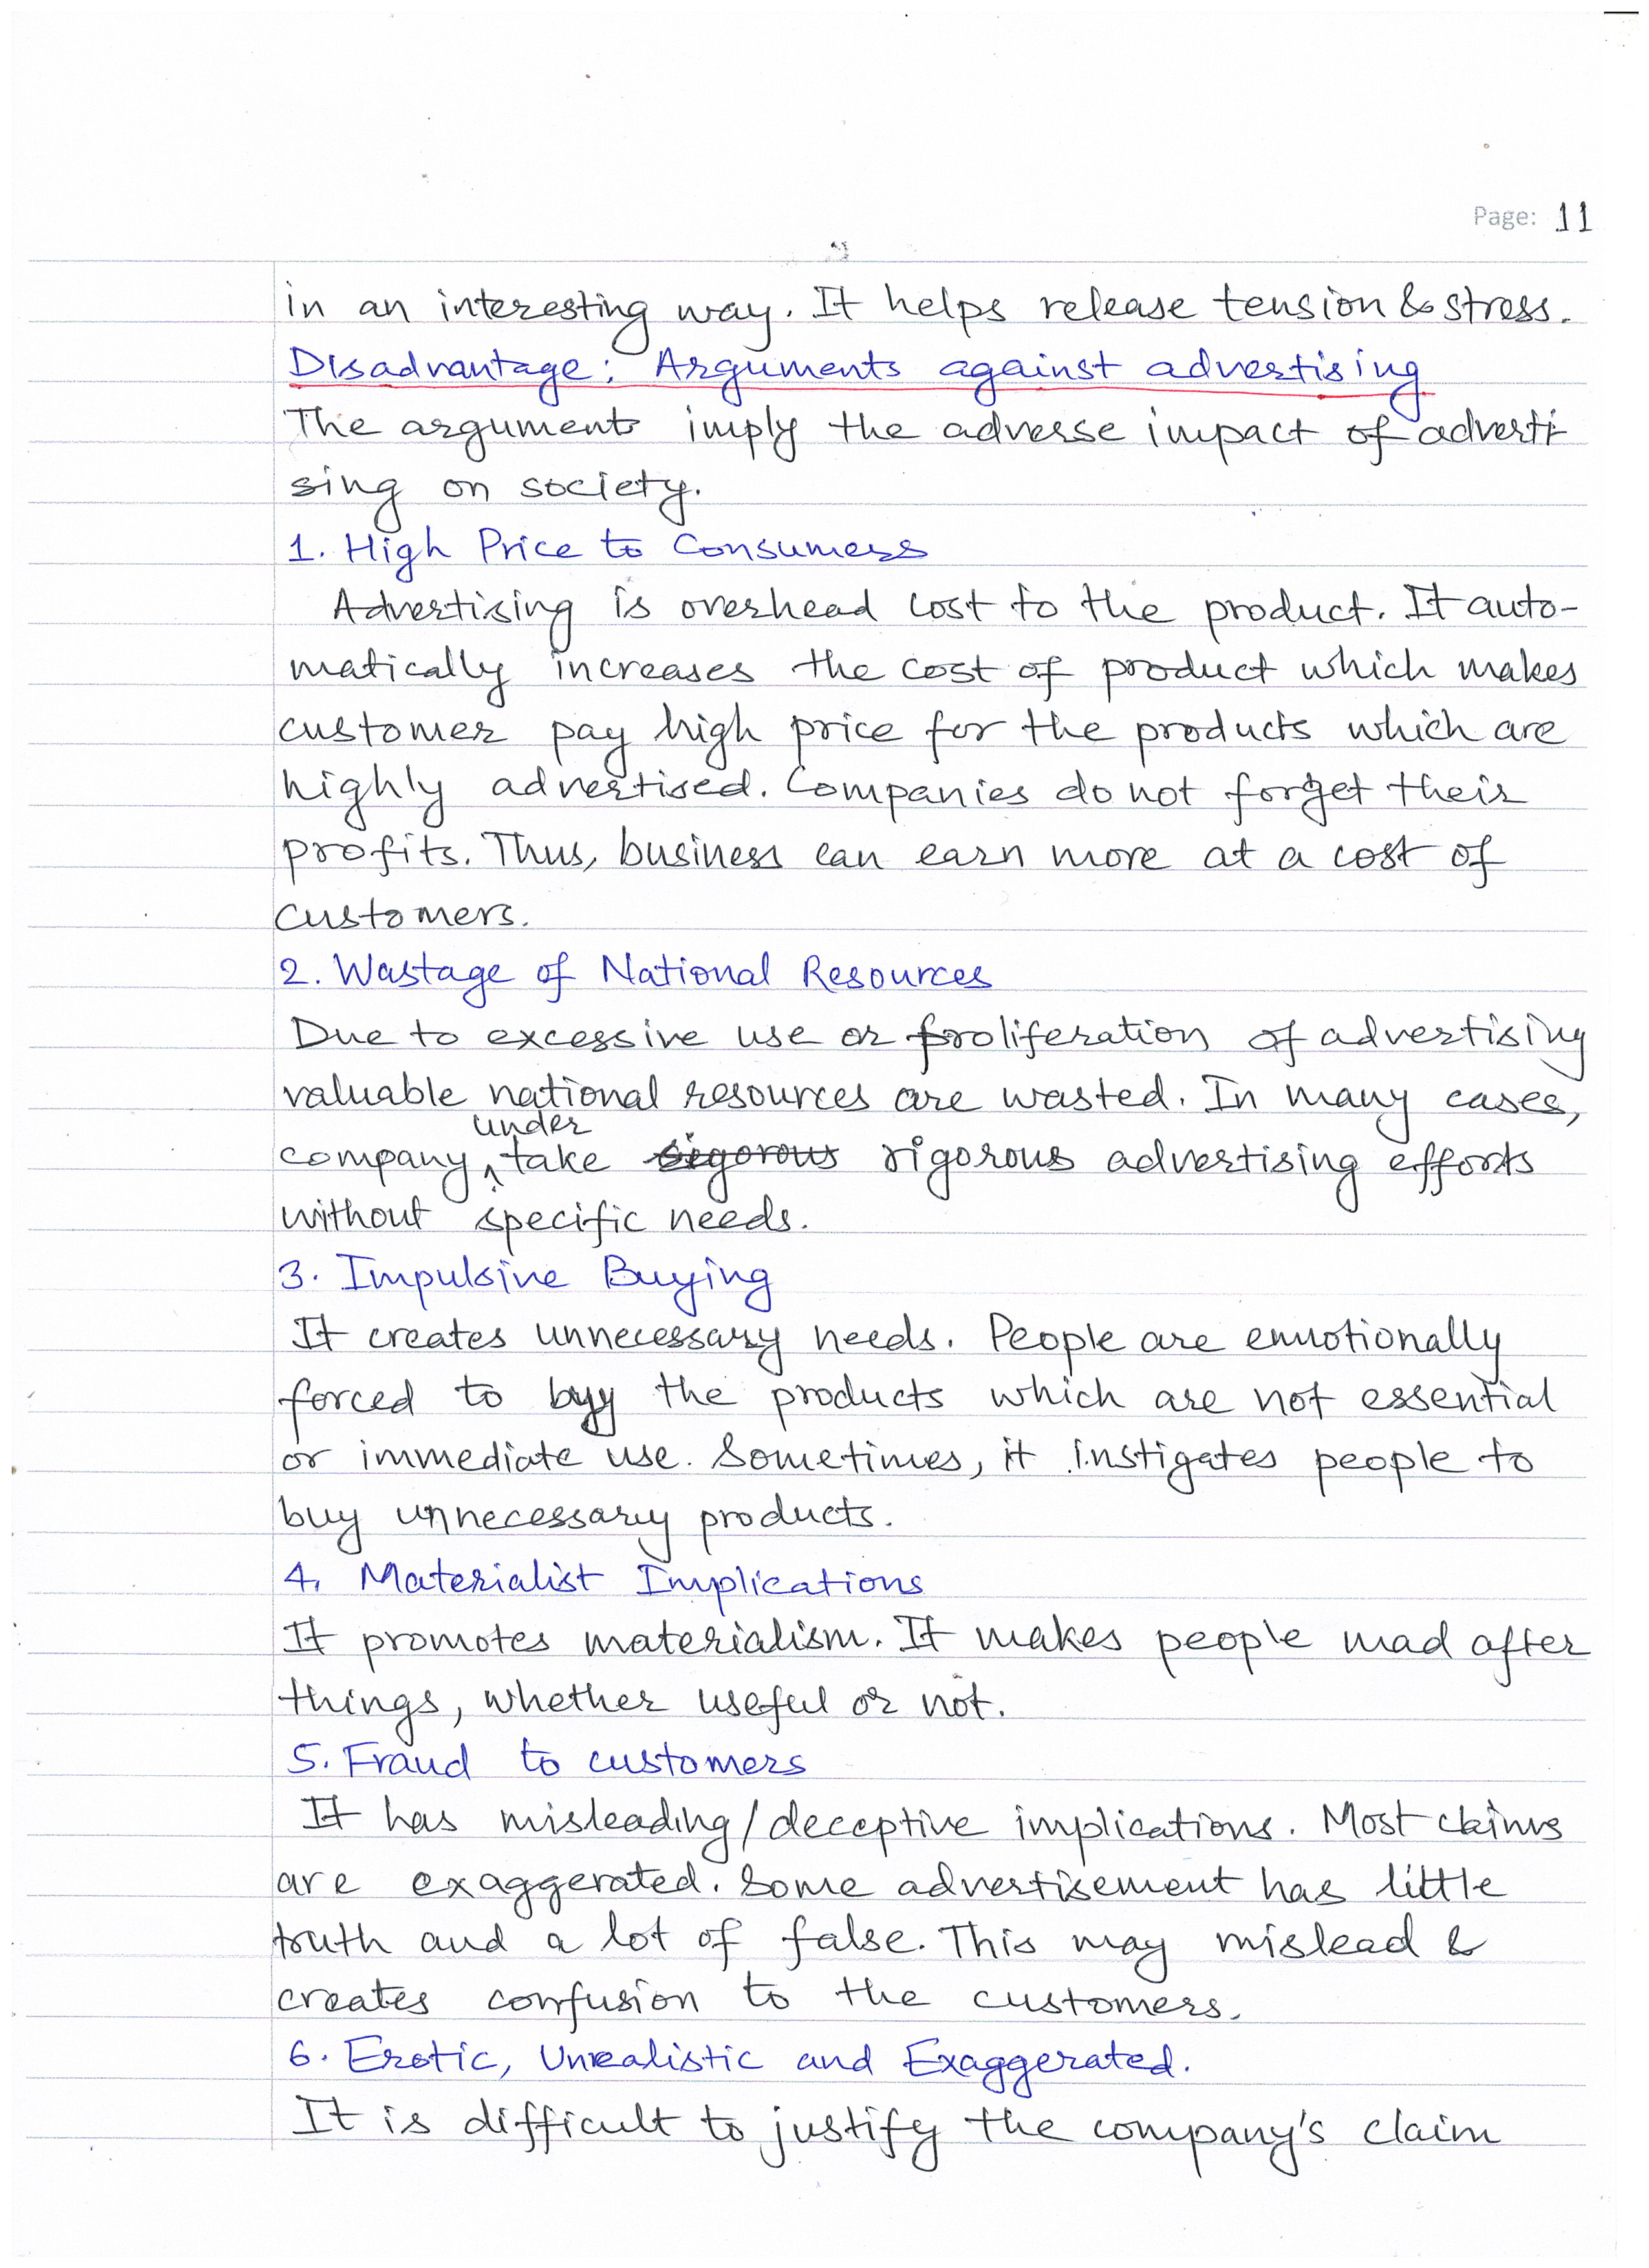 Page: 11
in an interesting way. It helps release tension & stress.
Disadvantage: Arguments against advertising
The arguments imply the adverse impact of adverti-
sing on society.
1. High Price to Consumers
Advertising is overhead cost to the product. It auto-
matically increases the cost of product which makes
customer pay high price for the products which are
highly advertised. Companies do not forget their
profits. Thus, business can earn more at a cost of
customers.
2. Wastage of National Resources
Due to excessive use or proliferation of advertising
valuable national resources are wasted. In many cases,
company undertake rigorous rigorous advertising efforts
without specific needs.
3. Impulsive Buying
It creates unnecessary needs. People are emotionally
forced to buy the products which are not essential
or immediate use. Sometimes, it instigates people to
buy unnecessary products.
4. Materialist Implications
It promotes materialism. It makes people mad after
things, whether useful or not.
5. Fraud to customers
It has misleading/deceptive implications. Most claims
are exaggerated. Some advertisement has little
truth and a lot of false. This may mislead &
creates confusion to the customers.
6. Erotic, Unrealistic and Exaggerated.
It is difficult to justify the company's claim